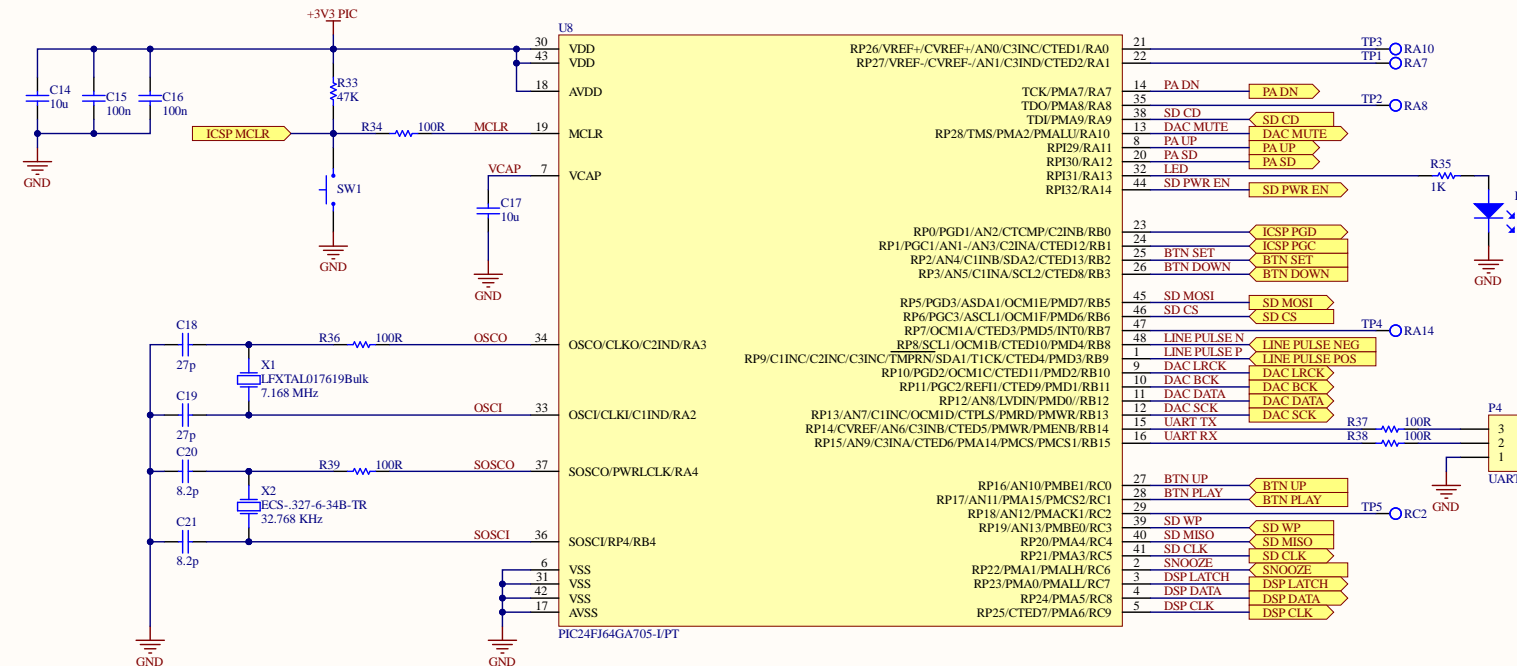 +3V3 PIC
U8
30 VDD
43 VDD
18 AVDD
19 MCLR
7 VCAP
34 OSCO/CLKO/C2IND/RA3
33 OSCI/CLKI/C1IND/RA2
37 SOSCO/PWRLCLK/RA4
36 SOSCI/RP4/RB4
6 VSS
31 VSS
42 VSS
17 AVSS
PIC24FJ64GA705-I/PT
C14
10u
C15
100n
C16
100n
GND
R33
47K
ICSP MCLR
R34 100R MCLR
SW1
GND
VCAP
C17
10u
GND
C18
27p
R36 100R OSCO
X1
LFXTAL017619Bulk
7.168 MHz
C19
27p
OSCI
C20
8.2p
R39 100R SOSCO
X2
ECS-.327-6-34B-TR
32.768 KHz
C21
8.2p
SOSCI
GND
GND
RP26/VREF+/CVREF+/AN0/C3INC/CTED1/RA0 21 TP3 RA10
RP27/VREF-/CVREF-/AN1/C3IND/CTED2/RA1 22 TP1 RA7
TCK/PMA7/RA7 14 PA DN PA DN
TDO/PMA8/RA8 35 TP2 RA8
TDI/PMA9/RA9 38 SD CD SD CD
RP28/TMS/PMA2/PMALU/RA10 13 DAC MUTE DAC MUTE
RPI29/RA11 8 PA UP PA UP
RPI30/RA12 20 PA SD PA SD
RPI31/RA13 32 LED R35
1K
RPI32/RA14 44 SD PWR EN SD PWR EN
GND
RP0/PGD1/AN2/CTCMP/C2INB/RB0 23 ICSP PGD
RP1/PGC1/AN1-/AN3/C2INA/CTED12/RB1 24 ICSP PGC
RP2/AN4/C1INB/SDA2/CTED13/RB2 25 BTN SET BTN SET
RP3/AN5/C1INA/SCL2/CTED8/RB3 26 BTN DOWN BTN DOWN
RP5/PGD3/ASDA1/OCM1E/PMD7/RB5 45 SD MOSI SD MOSI
RP6/PGC3/ASCL1/OCM1F/PMD6/RB6 46 SD CS SD CS
RP7/OCM1A/CTED3/PMD5/INT0/RB7 47 TP4 RA14
RP8/SCL1/OCM1B/CTED10/PMD4/RB8 48 LINE PULSE N LINE PULSE NEG
RP9/C1INC/C2INC/C3INC/TMPRN/SDA1/T1CK/CTED4/PMD3/RB9 1 LINE PULSE P LINE PULSE POS
RP10/PGD2/OCM1C/CTED11/PMD2/RB10 9 DAC LRCK DAC LRCK
RP11/PGC2/REFI1/CTED9/PMD1/RB11 10 DAC BCK DAC BCK
RP12/AN8/LVDIN/PMD0//RB12 11 DAC DATA DAC DATA
RP13/AN7/C1INC/OCM1D/CTPLS/PMRD/PMWR/RB13 12 DAC SCK DAC SCK
RP14/CVREF/AN6/C3INB/CTED5/PMWR/PMENB/RB14 15 UART TX R37 100R 3
RP15/AN9/C3INA/CTED6/PMA14/PMCS/PMCS1/RB15 16 UART RX R38 100R 2
1
P4
UART
GND
RP16/AN10/PMBE1/RC0 27 BTN UP BTN UP
RP17/AN11/PMA15/PMCS2/RC1 28 BTN PLAY BTN PLAY
RP18/AN12/PMACK1/RC2 29 TP5 RC2
RP19/AN13/PMBE0/RC3 39 SD WP SD WP
RP20/PMA4/RC4 40 SD MISO SD MISO
RP21/PMA3/RC5 41 SD CLK SD CLK
RP22/PMA1/PMALH/RC6 2 SNOOZE SNOOZE
RP23/PMA0/PMALL/RC7 3 DSP LATCH DSP LATCH
RP24/PMA5/RC8 4 DSP DATA DSP DATA
RP25/CTED7/PMA6/RC9 5 DSP CLK DSP CLK